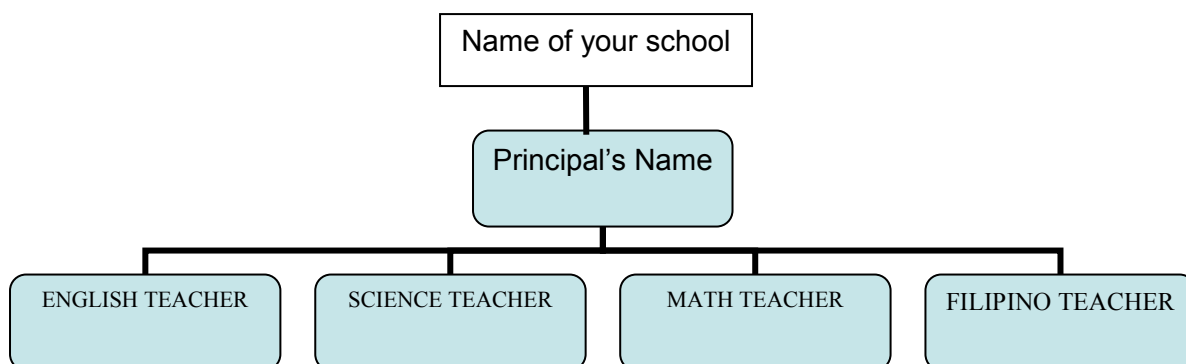 Name of your school
Principal’s Name
ENGLISH TEACHER
SCIENCE TEACHER
MATH TEACHER
FILIPINO TEACHER